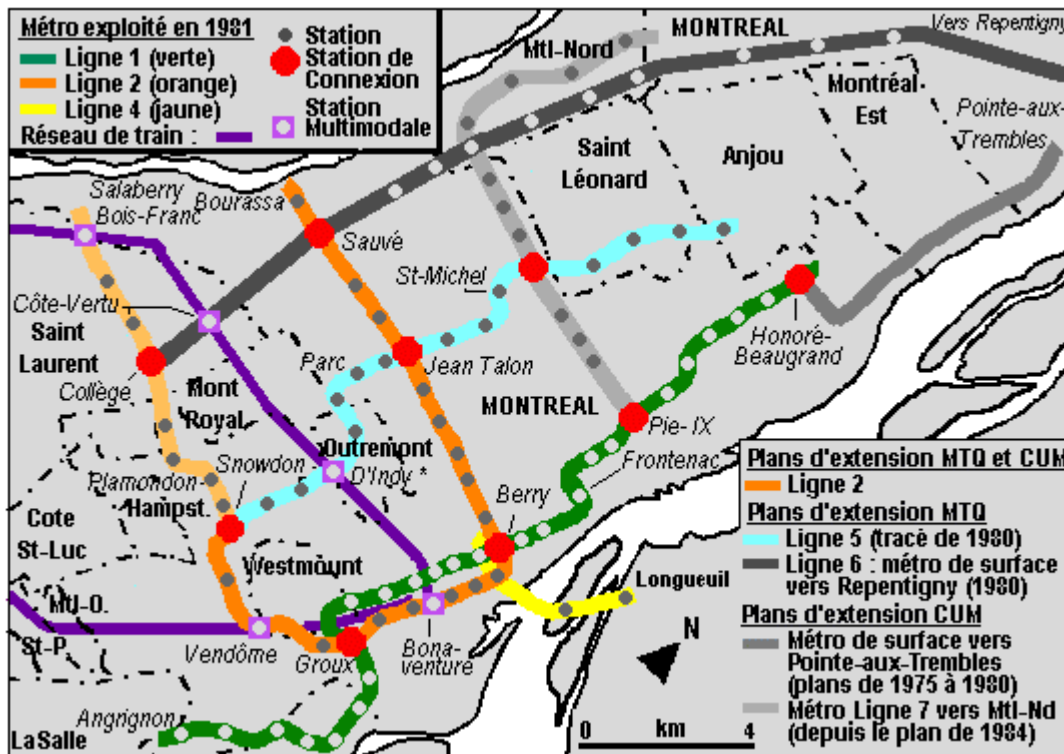 Métro exploité en 1981
Ligne 1 (verte)
Ligne 2 (orange)
Ligne 4 (jaune)
Réseau de train :
Station
Station de
Connexion
Station
Multimodale
Mtl-Nord
MONTREAL
Vers Repentigny
Montréal
Est
Pointe-aux-
Trembles
Saint
Léonard
Anjou
Salaberry
Bois-Franc
Bourassa
Sauvé
St-Michel
Côte-Vertu
Saint
Laurent
Collège
Mont
Royal
Parc
Jean Talon
MONTREAL
Honoré-
Beaugrand
Pie- IX
Frontenac
Outremont
Snowdon
D'Indy *
Plamondon
Hampst.
Berry
Cote
St-Luc
Westmount
Longueuil
Mtl-O.
St-P.
Vendôme
Groux
Bona-
venture
Angrignon
LaSalle
N
0 km 4
Plans d'extension MTQ et CUM
Ligne 2
Plans d'extension MTQ
Ligne 5 (tracè de 1980)
Ligne 6 : métro de surface
vers Repentigny (1980)
Plans d'extension CUM
Métro de surface vers
Pointe-aux-Trembles
(plans de 1975 à 1980)
Métro Ligne 7 vers Mtl-Nd
(depuis le plan de 1984)